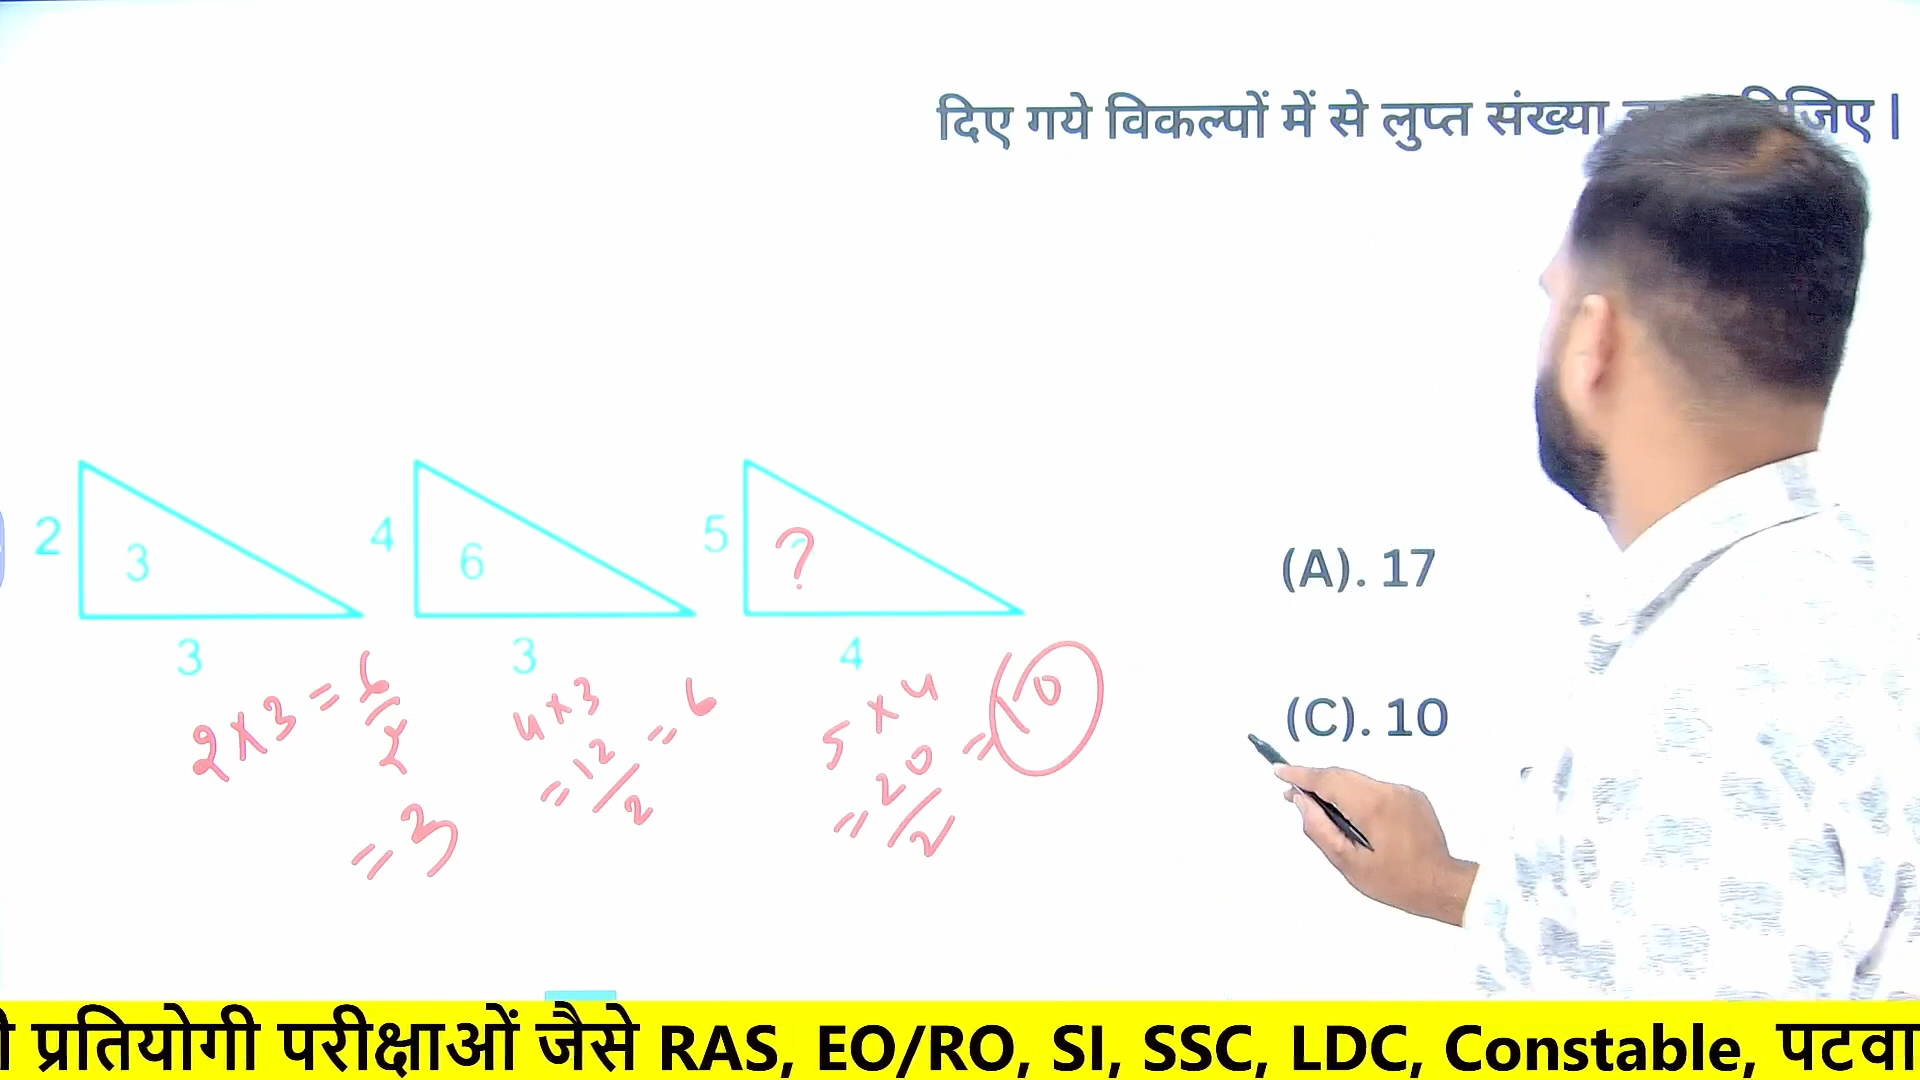 दिए गये विकल्पों में से लुप्त संख्या
2
3
3
4
6
3
5
?
4
2 x 3 = 6/2
= 3
4 x 3
= 12/2 = 6
5 x 4
= 20/2 = 10
(A). 17
(C). 10
प्रतियोगी परीक्षाओं जैसे RAS, EO/RO, SI, SSC, LDC, Constable,